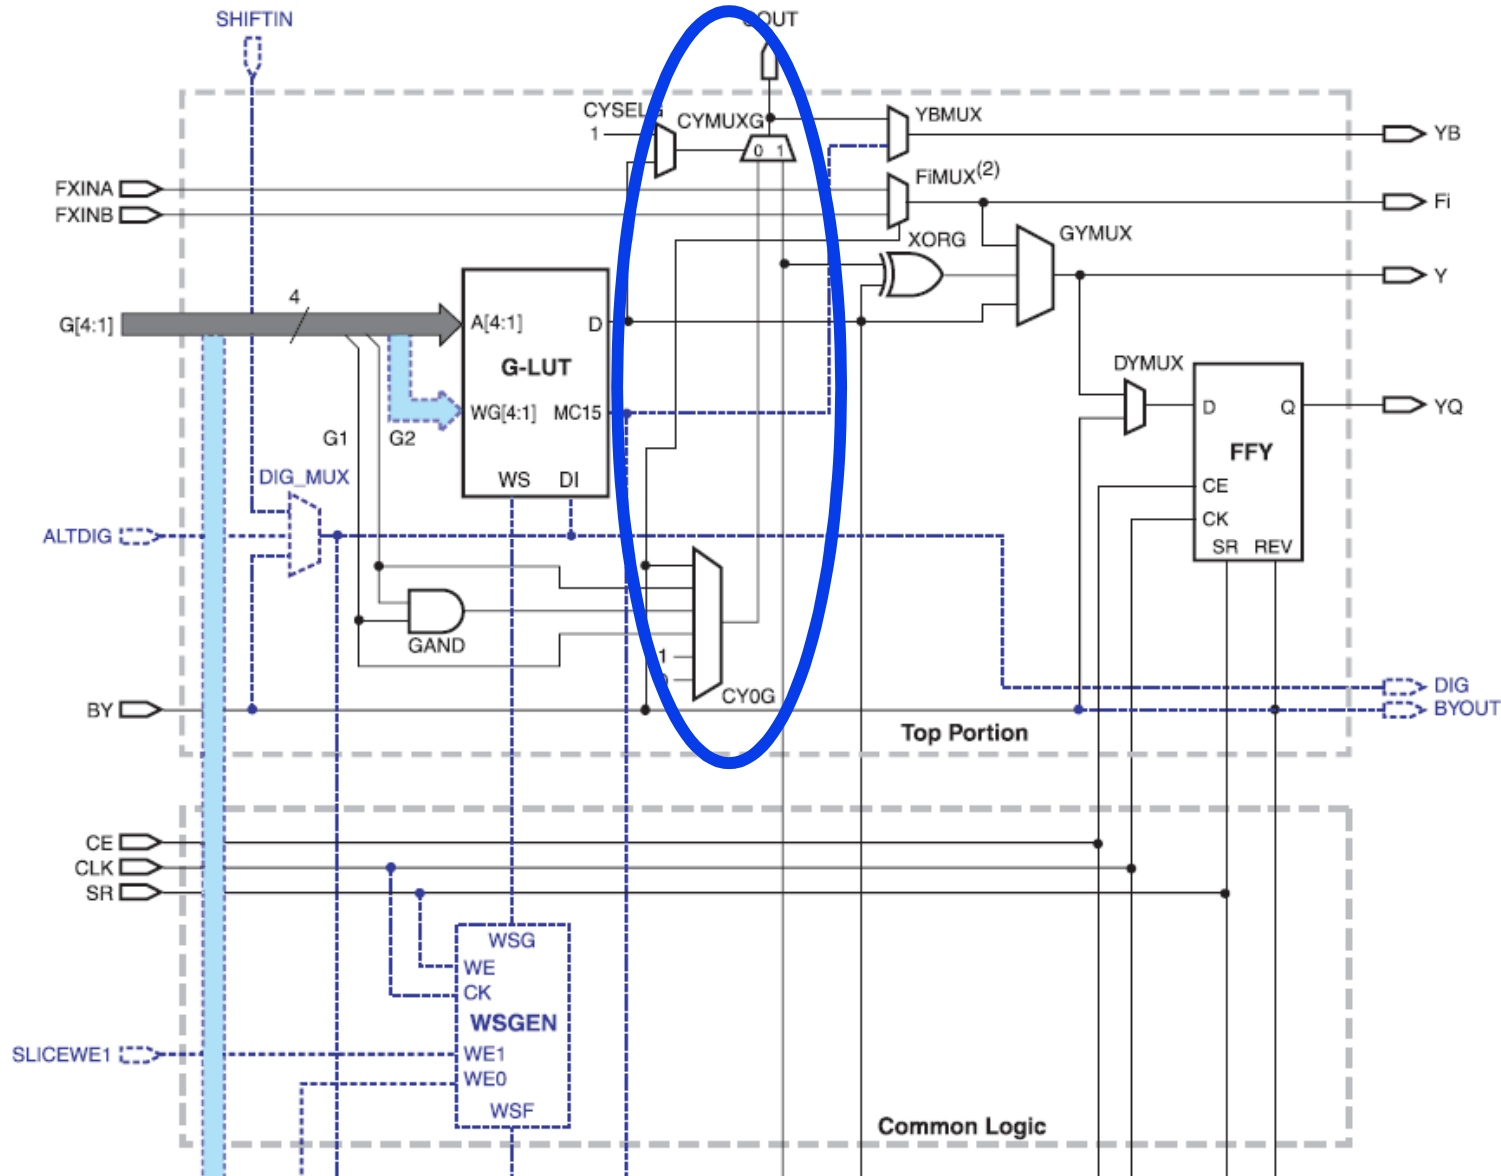 SHIFTIN
COUT
CYSELG
CYMUXG
YBMUX
1
0 1
YB
FXINA
FiMUX(2)
Fi
FXINB
XORG
GYMUX
Y
4
G[4:1]
A[4:1]
D
G-LUT
DYMUX
WG[4:1]
MC15
D
Q
YQ
G1
G2
FFY
WS
DI
DIG_MUX
CE
CK
ALTDIG
SR
REV
GAND
1
0
CY0G
DIG
BY
BYOUT
Top Portion
CE
CLK
SR
WSG
WE
CK
WSGEN
SLICEWE1
WE1
WE0
WSF
Common Logic